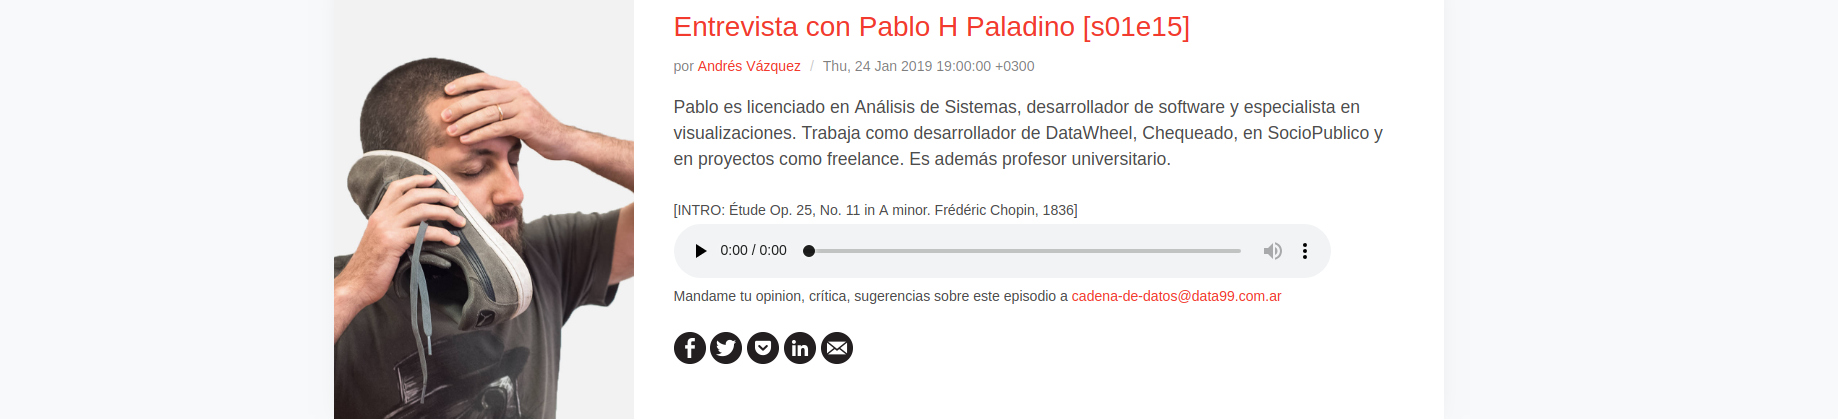 Entrevista con Pablo H Paladino [s01e15]
por Andrés Vázquez / Thu, 24 Jan 2019 19:00:00 +0300
Pablo es licenciado en Análisis de Sistemas, desarrollador de software y especialista en
visualizaciones. Trabaja como desarrollador de DataWheel, Chequeado, en SocioPublico y
en proyectos como freelance. Es además profesor universitario.
[INTRO: Étude Op. 25, No. 11 in A minor. Frédéric Chopin, 1836]
0:00 / 0:00
Mandame tu opinion, crítica, sugerencias sobre este episodio a cadena-de-datos@data99.com.ar